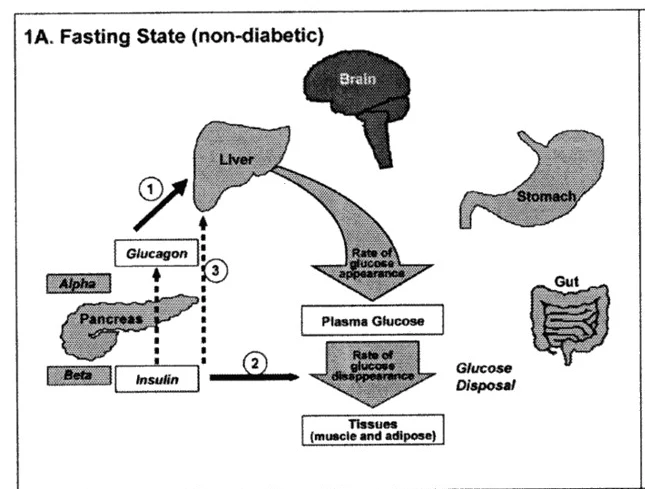 1A. Fasting State (non-diabetic)
Brain
Liver
Stomach
1
Glucagon
3
Rate of
glucose
appearance
Alpha
Gut
Pancreas
Plasma Glucose
2
Rate of
glucose
disappearance
Glucose
Disposal
Beta
Insulin
Tissues
(muscle and adipose)